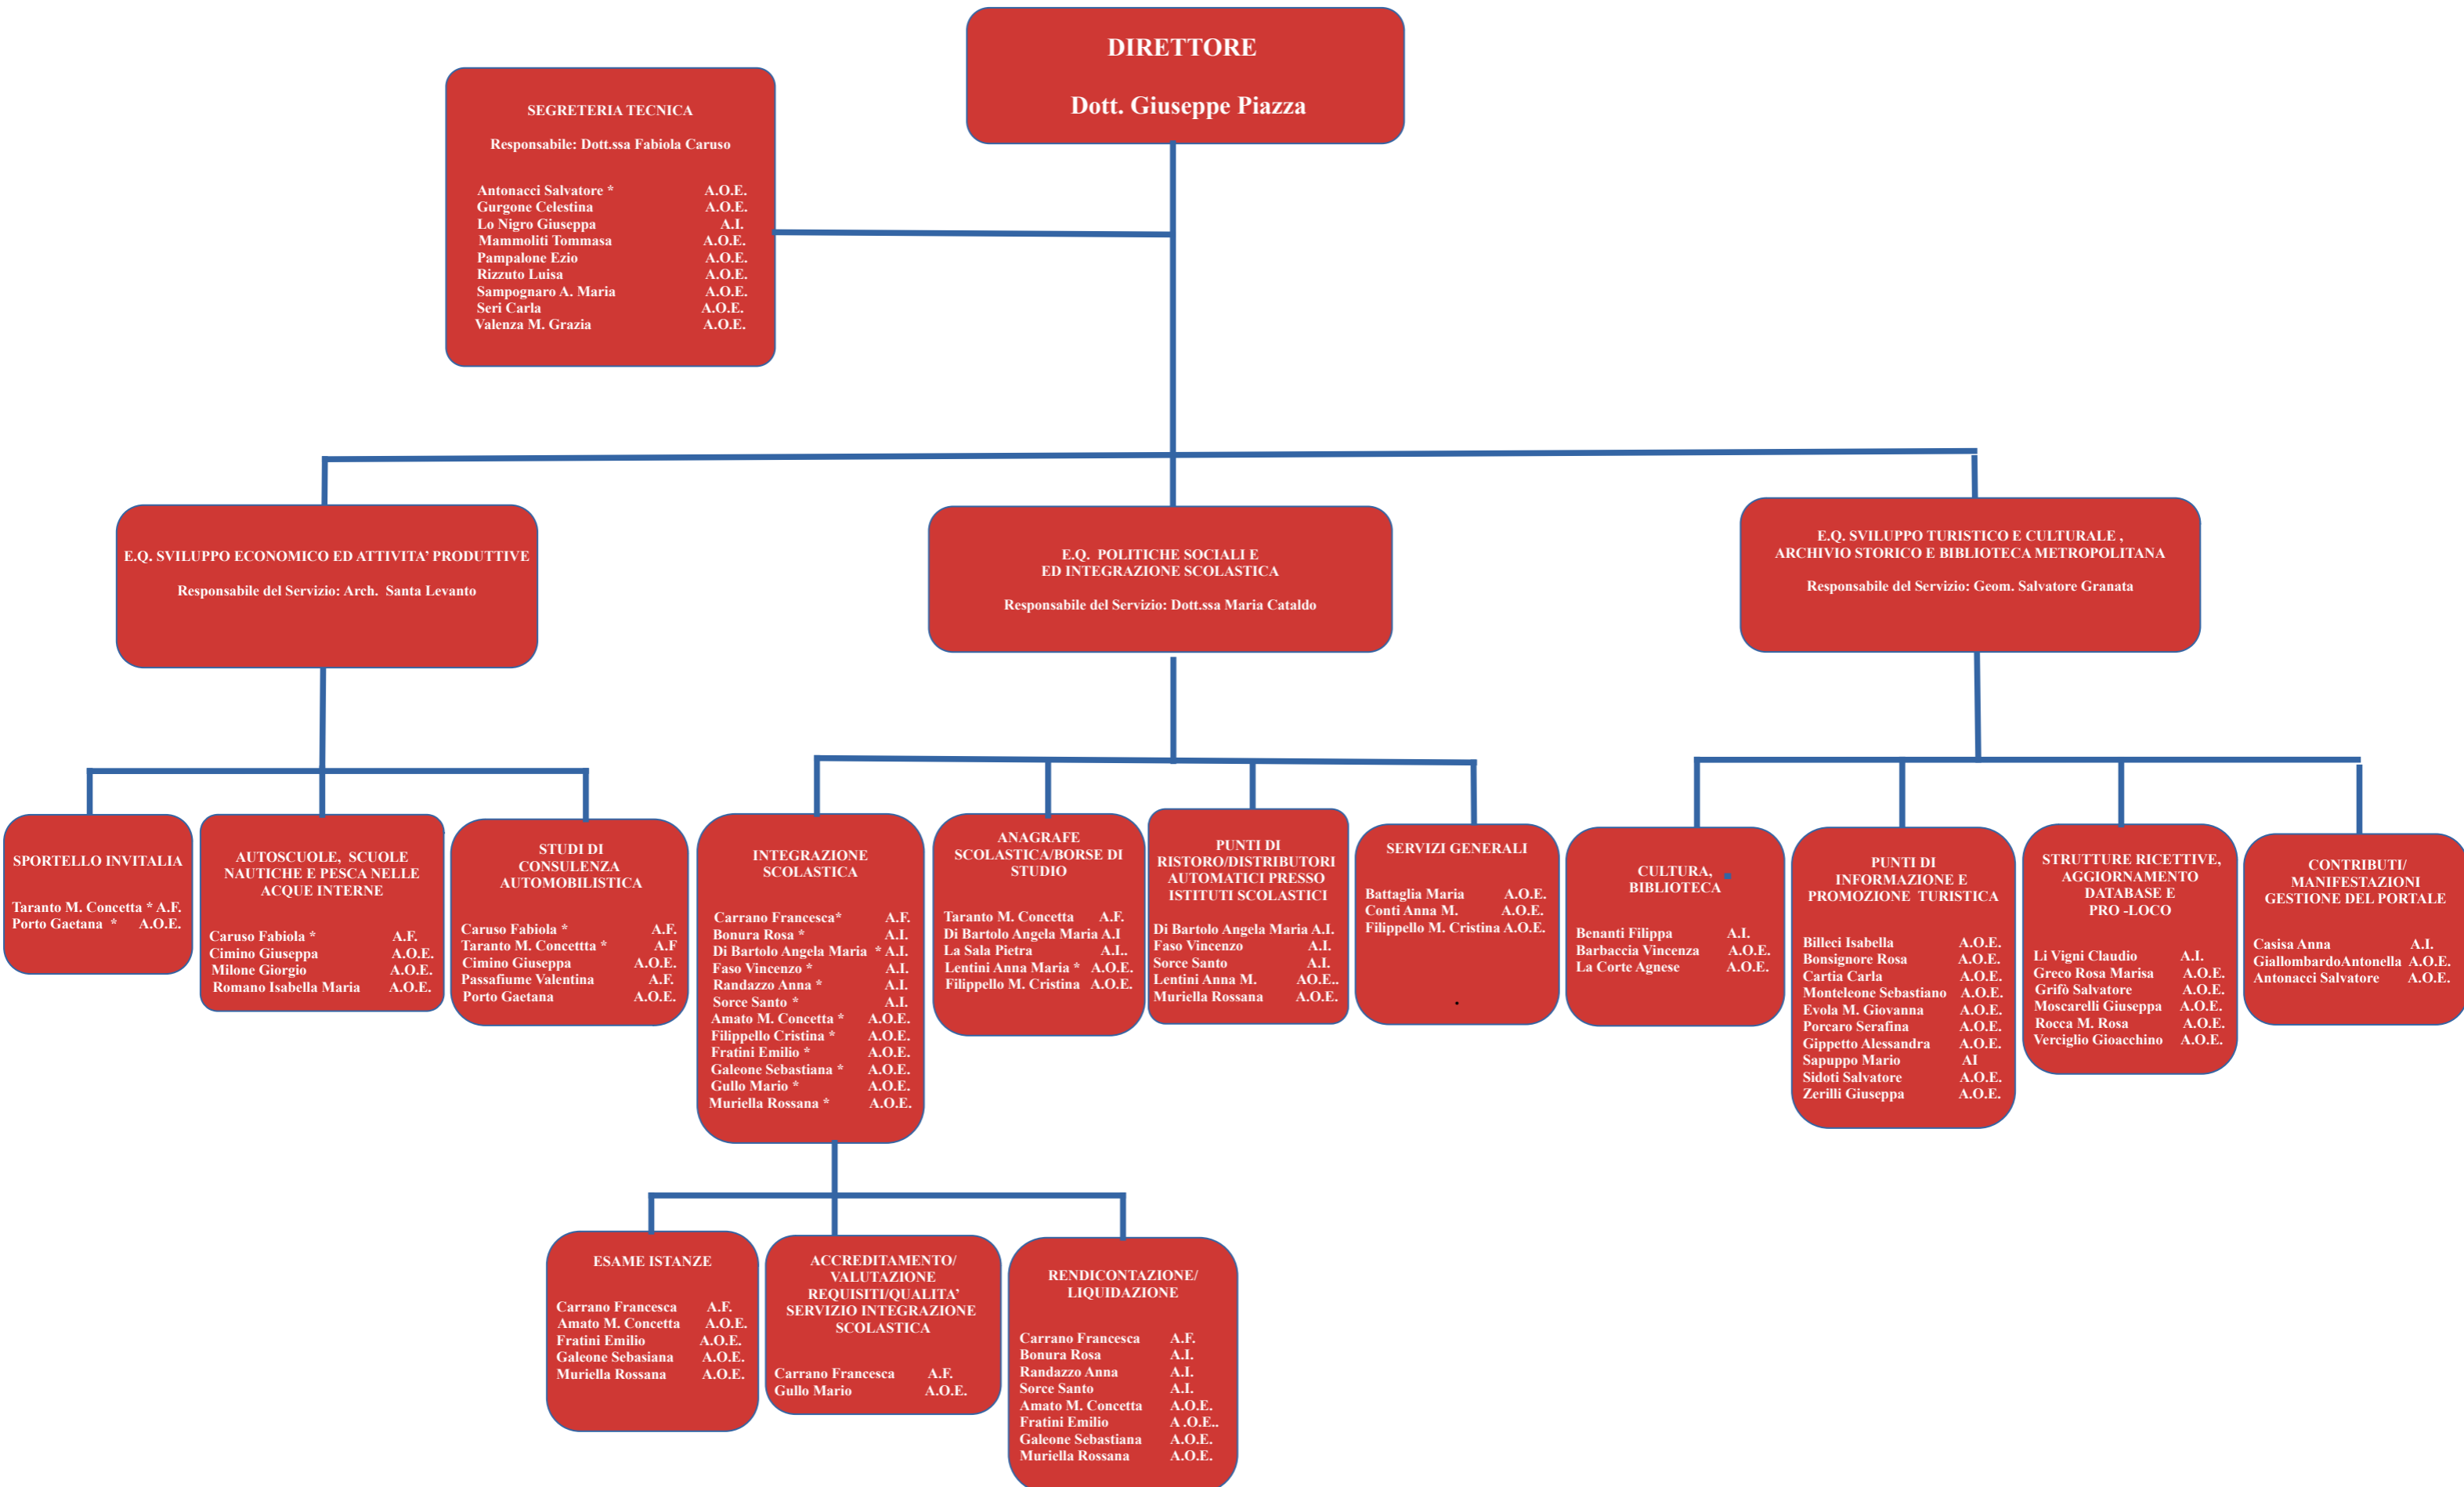 DIRETTORE
Dott. Giuseppe Piazza
SEGRETERIA TECNICA
Responsabile: Dott.ssa Fabiola Caruso
Antonacci Salvatore * A.O.E.
Gurgone Celestina A.O.E.
Lo Nigro Giuseppa A.I.
Mammoliti Tommasa A.O.E.
Pampalone Ezio A.O.E.
Rizzuto Luisa A.O.E.
Sampognaro A. Maria A.O.E.
Seri Carla A.O.E.
Valenza M. Grazia A.O.E.
E.Q. SVILUPPO ECONOMICO ED ATTIVITA’ PRODUTTIVE
Responsabile del Servizio: Arch. Santa Levanto
E.Q. POLITICHE SOCIALI E
ED INTEGRAZIONE SCOLASTICA
Responsabile del Servizio: Dott.ssa Maria Cataldo
E.Q. SVILUPPO TURISTICO E CULTURALE ,
ARCHIVIO STORICO E BIBLIOTECA METROPOLITANA
Responsabile del Servizio: Geom. Salvatore Granata
SPORTELLO INVITALIA
Taranto M. Concetta * A.F.
Porto Gaetana * A.O.E.
AUTOSCUOLE, SCUOLE
NAUTICHE E PESCA NELLE
ACQUE INTERNE
Caruso Fabiola * A.F.
Cimino Giuseppa A.O.E.
Milone Giorgio A.O.E.
Romano Isabella Maria A.O.E.
STUDI DI
CONSULENZA
AUTOMOBILISTICA
Caruso Fabiola * A.F.
Taranto M. Concettta * A.F
Cimino Giuseppa A.O.E.
Passafiume Valentina A.F.
Porto Gaetana A.O.E.
INTEGRAZIONE
SCOLASTICA
Carrano Francesca* A.F.
Bonura Rosa * A.I.
Di Bartolo Angela Maria * A.I.
Faso Vincenzo * A.I.
Randazzo Anna * A.I.
Sorce Santo * A.I.
Amato M. Concetta * A.O.E.
Filippello Cristina * A.O.E.
Fratini Emilio * A.O.E.
Galeone Sebastiana * A.O.E.
Gullo Mario * A.O.E.
Muriella Rossana * A.O.E.
ANAGRAFE
SCOLASTICA/BORSE DI
STUDIO
Taranto M. Concetta A.F.
Di Bartolo Angela Maria A.I
La Sala Pietra A.I..
Lentini Anna Maria * A.O.E.
Filippello M. Cristina A.O.E.
PUNTI DI
RISTORO/DISTRIBUTORI
AUTOMATICI PRESSO
ISTITUTI SCOLASTICI
Di Bartolo Angela Maria A.I.
Faso Vincenzo A.I.
Sorce Santo A.I.
Lentini Anna M. AO.E..
Muriella Rossana A.O.E.
SERVIZI GENERALI
Battaglia Maria A.O.E.
Conti Anna M. A.O.E.
Filippello M. Cristina A.O.E.
.
CULTURA,
BIBLIOTECA
Benanti Filippa A.I.
Barbaccia Vincenza A.O.E.
La Corte Agnese A.O.E.
PUNTI DI
INFORMAZIONE E
PROMOZIONE TURISTICA
Billeci Isabella A.O.E.
Bonsignore Rosa A.O.E.
Cartia Carla A.O.E.
Monteleone Sebastiano A.O.E.
Evola M. Giovanna A.O.E.
Porcaro Serafina A.O.E.
Gippetto Alessandra A.O.E.
Sapuppo Mario AI
Sidoti Salvatore A.O.E.
Zerilli Giuseppa A.O.E.
STRUTTURE RICETTIVE,
AGGIORNAMENTO
DATABASE E
PRO -LOCO
Li Vigni Claudio A.I.
Greco Rosa Marisa A.O.E.
Grifò Salvatore A.O.E.
Moscarelli Giuseppa A.O.E.
Rocca M. Rosa A.O.E.
Verciglio Gioacchino A.O.E.
CONTRIBUTI/
MANIFESTAZIONI
GESTIONE DEL PORTALE
Casisa Anna A.I.
GiallombardoAntonella A.O.E.
Antonacci Salvatore A.O.E.
ESAME ISTANZE
Carrano Francesca A.F.
Amato M. Concetta A.O.E.
Fratini Emilio A.O.E.
Galeone Sebasiana A.O.E.
Muriella Rossana A.O.E.
ACCREDITAMENTO/
VALUTAZIONE
REQUISITI/QUALITA’
SERVIZIO INTEGRAZIONE
SCOLASTICA
Carrano Francesca A.F.
Gullo Mario A.O.E.
RENDICONTAZIONE/
LIQUIDAZIONE
Carrano Francesca A.F.
Bonura Rosa A.I.
Randazzo Anna A.I.
Sorce Santo A.I.
Amato M. Concetta A.O.E.
Fratini Emilio A .O.E..
Galeone Sebastiana A.O.E.
Muriella Rossana A.O.E.